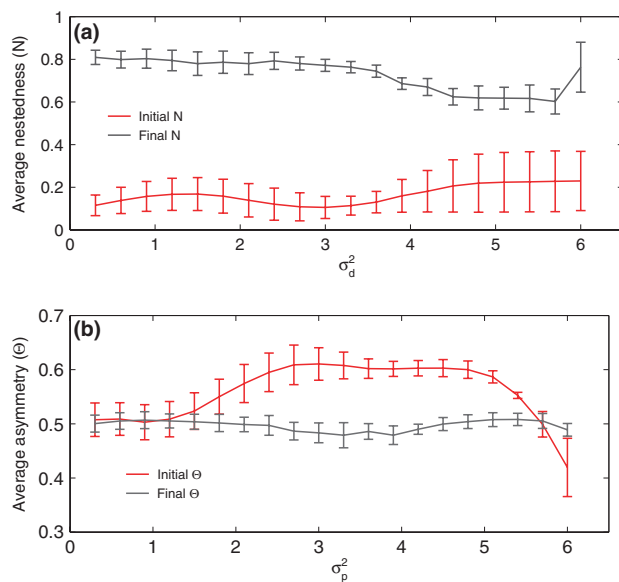 (a)
1
0.8
0.6
0.4
0.2
0
Average nestedness (N)
Initial N
Final N
0 1 2 3 4 5 6
σ_d^2
(b)
0.7
0.6
0.5
0.4
0.3
Average asymmetry (Θ)
Initial Θ
Final Θ
0 1 2 3 4 5 6
σ_p^2